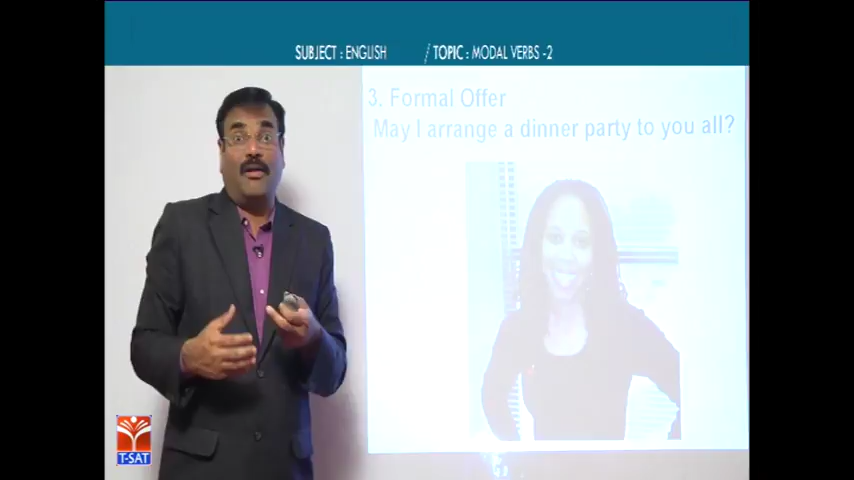 SUBJECT : ENGLISH / TOPIC : MODAL VERBS -2
3. Formal Offer
May I arrange a dinner party to you all?
T-SAT